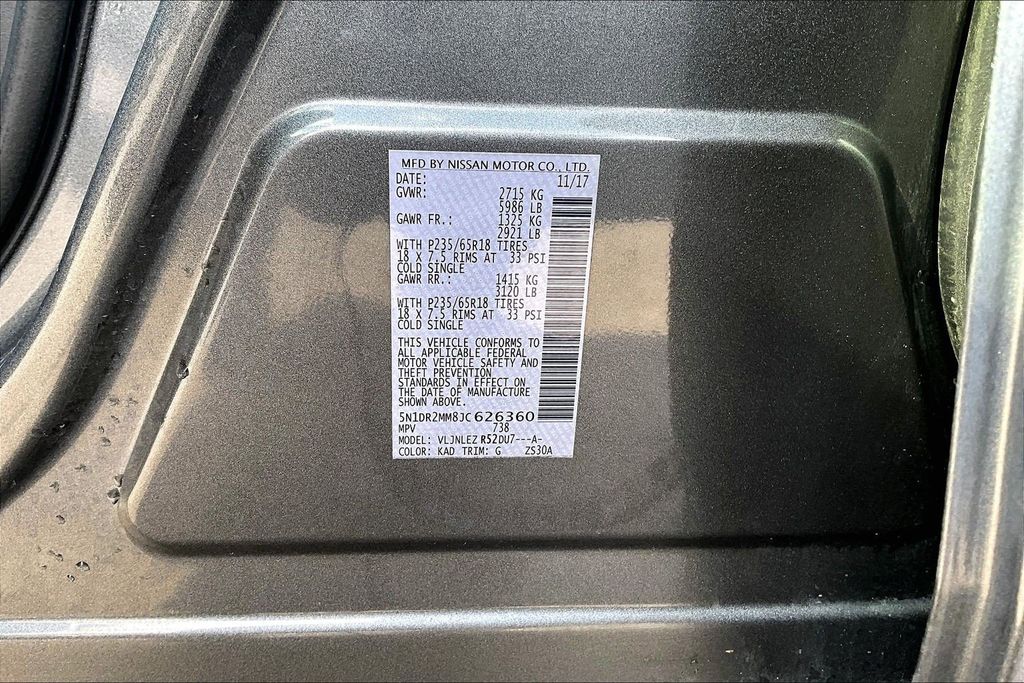 MFD BY NISSAN MOTOR CO., LTD.
DATE: 11/17
GVWR: 2715 KG
5986 LB
GAWR FR.: 1325 KG
2921 LB
WITH P235/65R18 TIRES
18 X 7.5 RIMS AT 33 PSI
COLD SINGLE
GAWR RR.: 1415 KG
3120 LB
WITH P235/65R18 TIRES
18 X 7.5 RIMS AT 33 PSI
COLD SINGLE
THIS VEHICLE CONFORMS TO
ALL APPLICABLE FEDERAL
MOTOR VEHICLE SAFETY AND
THEFT PREVENTION
STANDARDS IN EFFECT ON
THE DATE OF MANUFACTURE
SHOWN ABOVE.
5N1DR2MM8JC626360
MPV 738
MODEL: VLJNLEZ R52DU7---A-
COLOR: KAD TRIM: G ZS30A